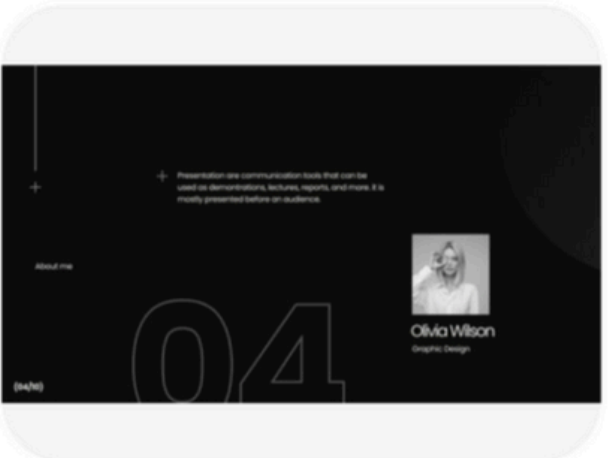 Presentation are communication tools that can be
used as demontrations, lectures, reports, and more. It is
mostly presented before an audience.
About me
04
Olivia Wilson
Graphic Design
(04/10)